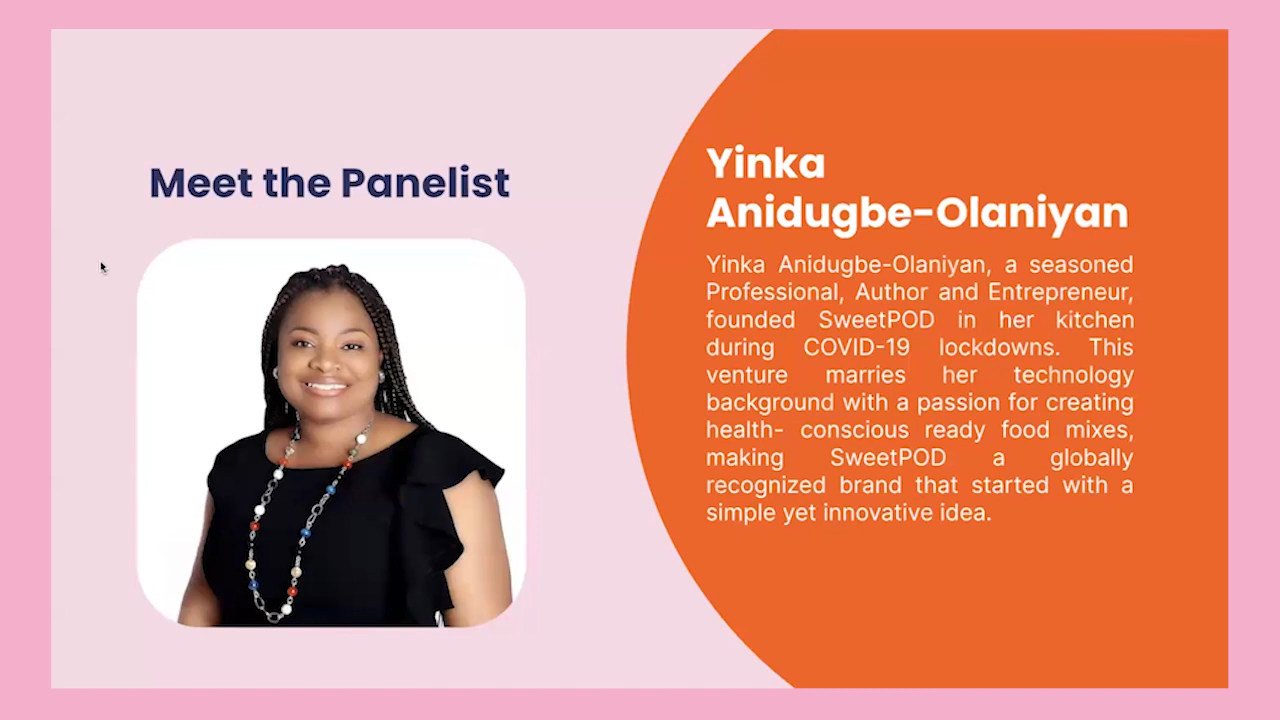 Meet the Panelist
Yinka
Anidugbe-Olaniyan
Yinka Anidugbe-Olaniyan, a seasoned
Professional, Author and Entrepreneur,
founded SweetPOD in her kitchen
during COVID-19 lockdowns. This
venture marries her technology
background with a passion for creating
health- conscious ready food mixes,
making SweetPOD a globally
recognized brand that started with a
simple yet innovative idea.